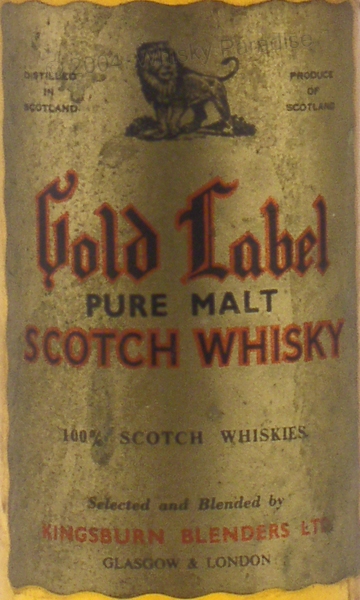 DISTILLED
IN
SCOTLAND
PRODUCE
OF
SCOTLAND
Gold Label
PURE MALT
SCOTCH WHISKY
100% SCOTCH WHISKIES
Selected and Blended by
KINGSBURN BLENDERS LTD
GLASGOW & LONDON